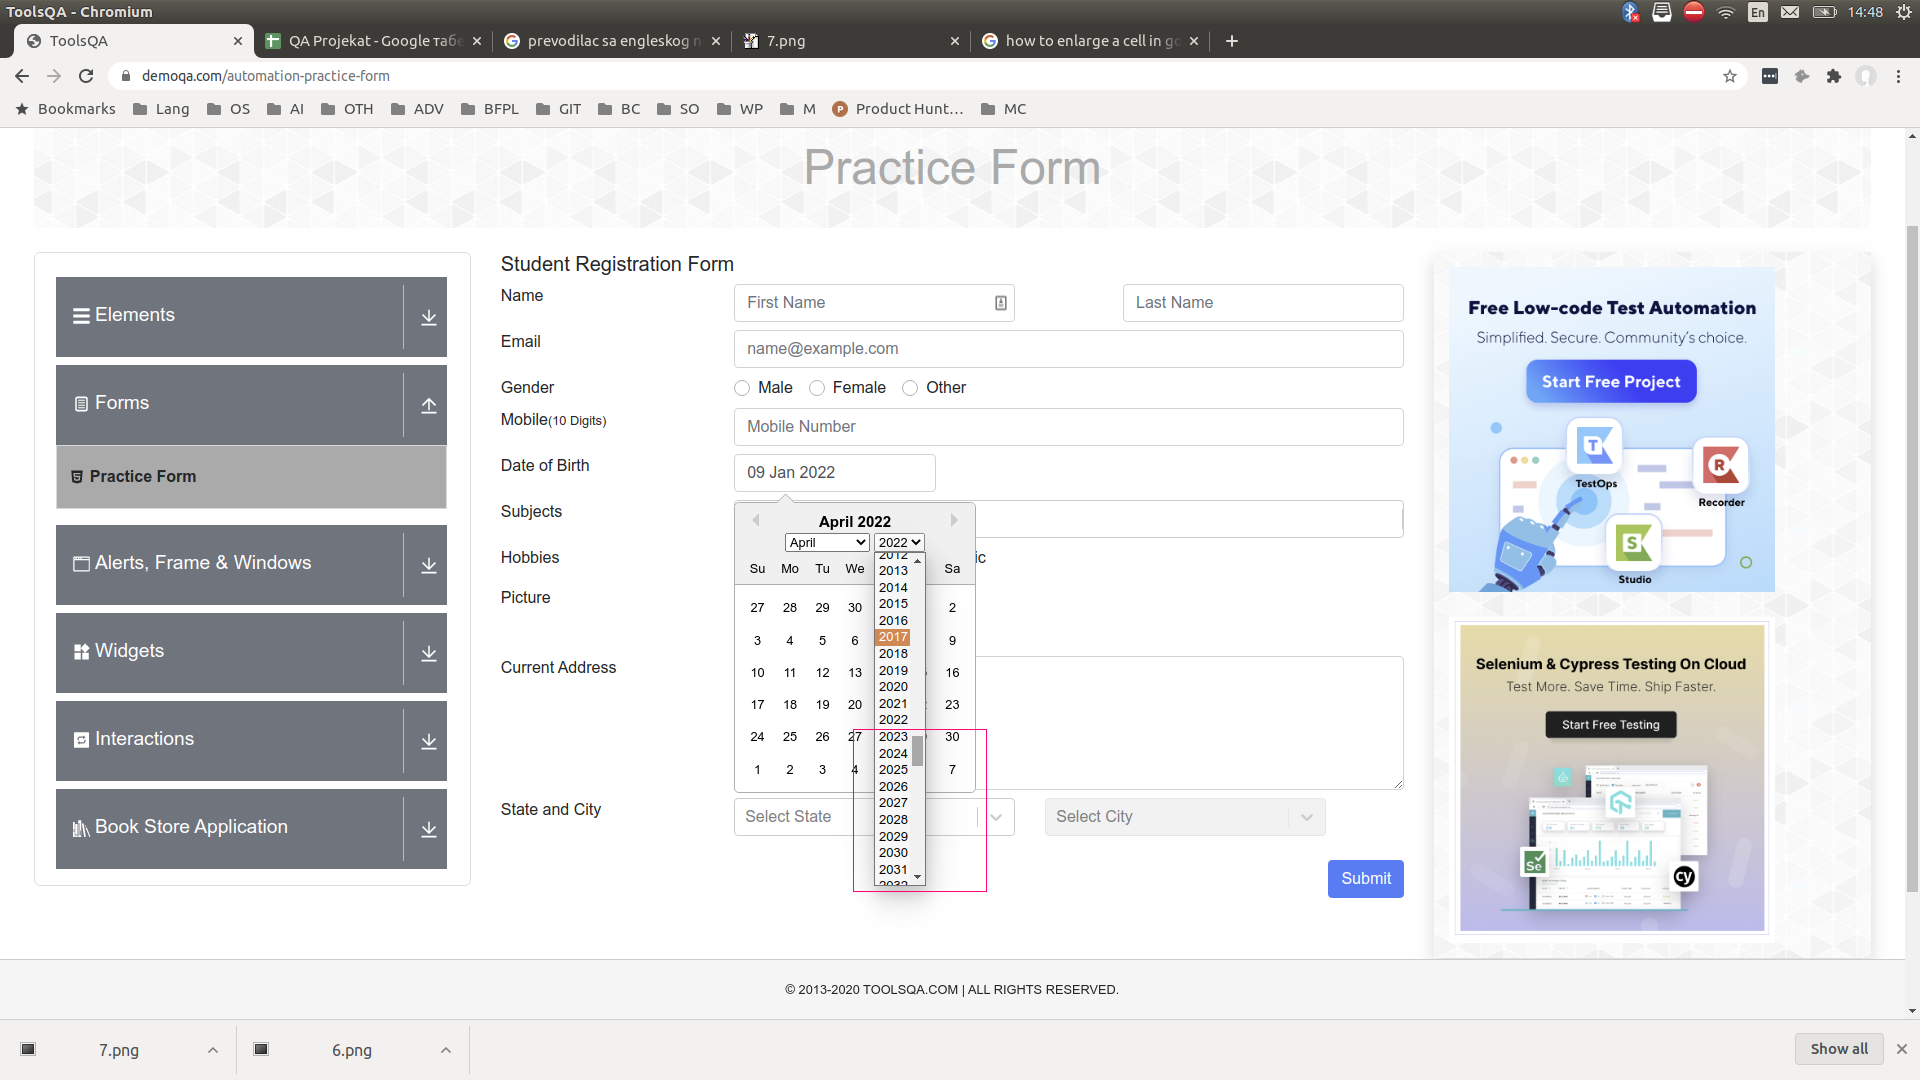 ToolsQA - Chromium
En
14:48
ToolsQA
QA Projekat - Google табе
prevodilac sa engleskog n
7.png
how to enlarge a cell in go
demoqa.com/automation-practice-form
Bookmarks
Lang
OS
AI
OTH
ADV
BFPL
GIT
BC
SO
WP
M
Product Hunt...
MC
Practice Form
Elements
Forms
Practice Form
Alerts, Frame & Windows
Widgets
Interactions
Book Store Application
Student Registration Form
Name
First Name
Last Name
Email
name@example.com
Gender
Male
Female
Other
Mobile(10 Digits)
Mobile Number
Date of Birth
09 Jan 2022
Subjects
April 2022
April
2022
Hobbies
ic
Su Mo Tu We Sa
27 28 29 30 2
3 4 5 6 9
10 11 12 13 16
17 18 19 20 23
24 25 26 27 30
1 2 3 4 7
2012
2013
2014
2015
2016
2017
2018
2019
2020
2021
2022
2023
2024
2025
2026
2027
2028
2029
2030
2031
2032
Picture
Current Address
State and City
Select State
Select City
Submit
Free Low-code Test Automation
Simplified. Secure. Community's choice.
Start Free Project
T
TestOps
R
Recorder
S
Studio
Selenium & Cypress Testing On Cloud
Test More. Save Time. Ship Faster.
Start Free Testing
Se
cy
© 2013-2020 TOOLSQA.COM | ALL RIGHTS RESERVED.
7.png
6.png
Show all